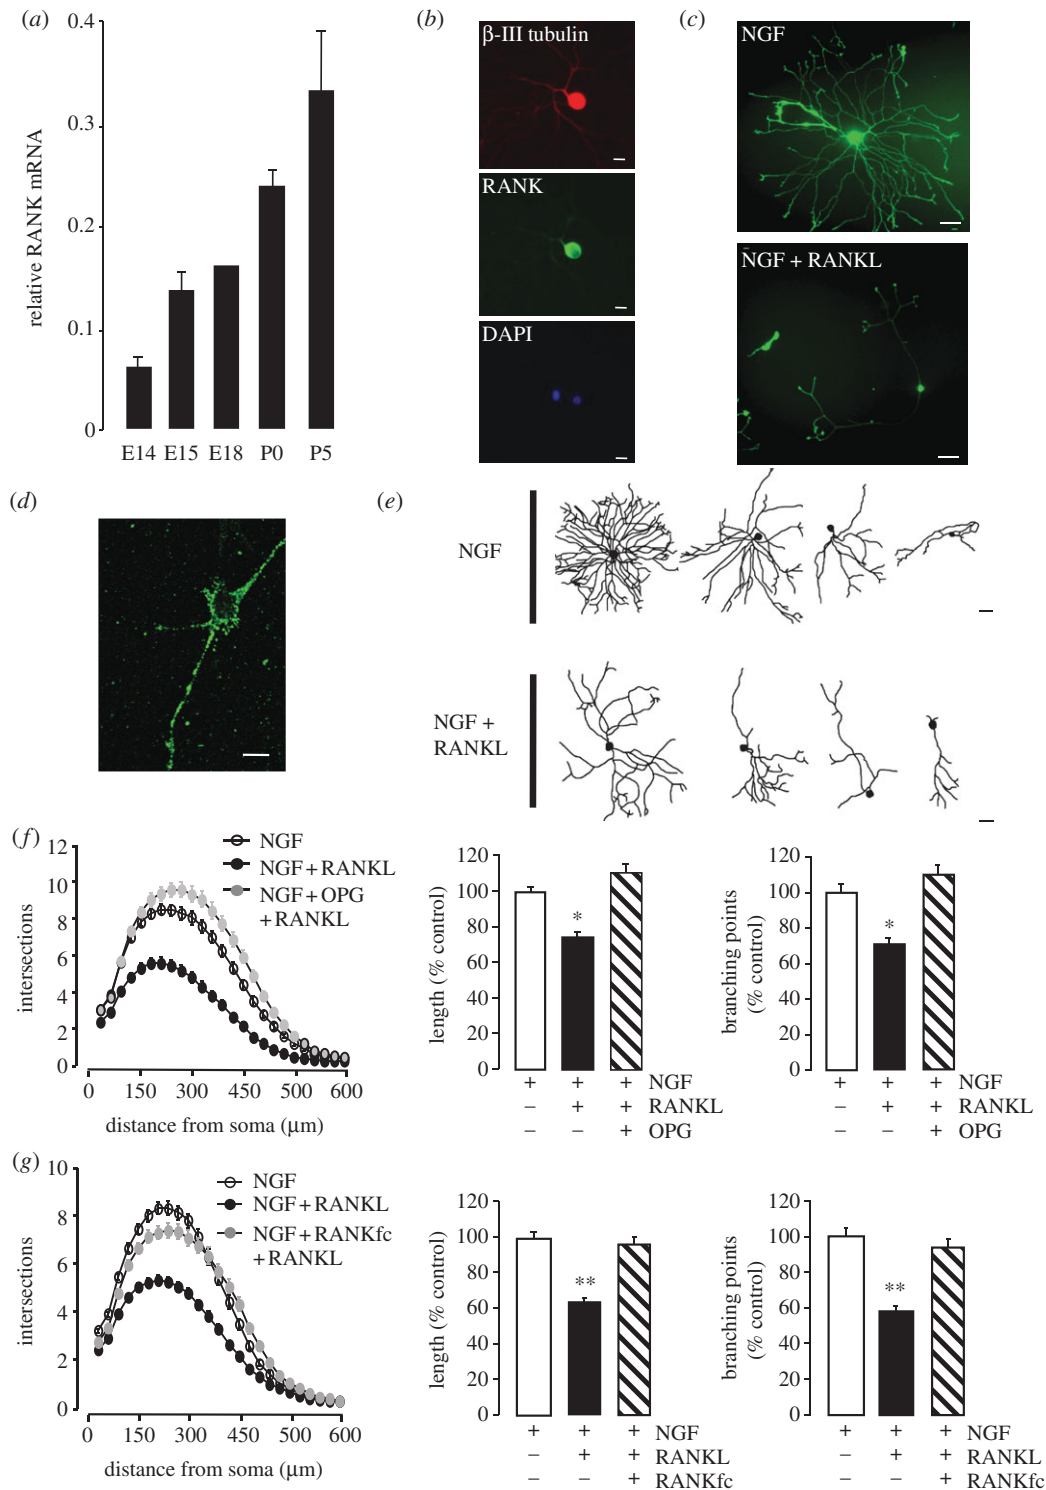 (a)
relative RANK mRNA
0.4
0.3
0.2
0.1
0
E14 E15 E18 P0 P5
(b)
β-III tubulin
RANK
DAPI
(c)
NGF
NGF + RANKL
(d)
(e)
NGF
NGF +
RANKL
(f)
intersections
12
10
8
6
4
2
0
0 150 300 450 500 600
distance from soma (µm)
NGF
NGF + RANKL
NGF + OPG
+ RANKL
length (% control)
120
100
80
60
40
20
0
*
+ + + NGF
– + + RANKL
– – + OPG
branching points
(% control)
120
100
80
60
40
20
0
*
+ + + NGF
– + + RANKL
– – + OPG
(g)
intersections
10
8
6
4
2
0
0 150 300 450 500 600
distance from soma (µm)
NGF
NGF + RANKL
NGF + RANKfc
+ RANKL
length (% control)
120
100
80
60
40
20
0
**
+ + + NGF
– + + RANKL
– – + RANKfc
branching points
(% control)
120
100
80
60
40
20
0
**
+ + + NGF
– + + RANKL
– – + RANKfc